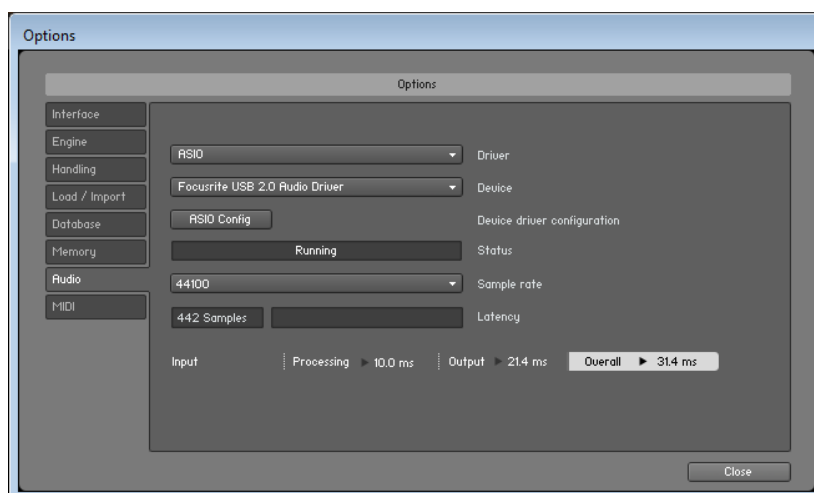 Options
Options
Interface
Engine
Handling
Load / Import
Database
Memory
Audio
MIDI
ASIO Driver
Focusrite USB 2.0 Audio Driver Device
ASIO Config Device driver configuration
Running Status
44100 Sample rate
442 Samples Latency
Input Processing 10.0 ms Output 21.4 ms Overall 31.4 ms
Close